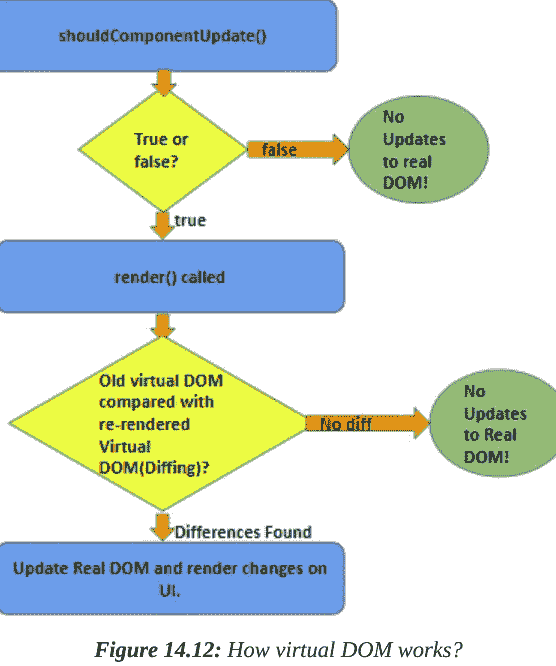 shouldComponentUpdate()
True or
false?
false
No
Updates
to real
DOM!
true
render() called
Old virtual DOM
compared with
re-rendered
Virtual
DOM(Diffing)?
No diff
No
Updates
to Real
DOM!
Differences Found
Update Real DOM and render changes on
UI.
Figure 14.12: How virtual DOM works?